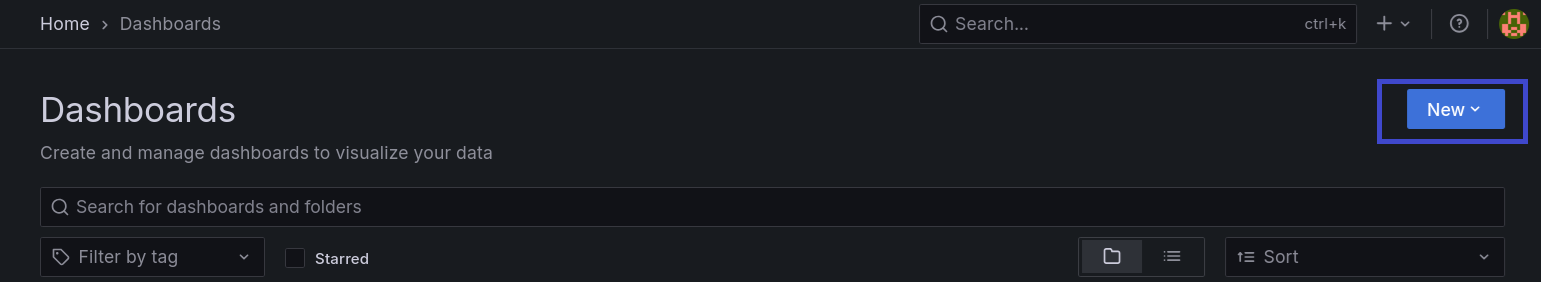 Home > Dashboards
Search... ctrl+k
Dashboards
New
Create and manage dashboards to visualize your data
Search for dashboards and folders
Filter by tag
Starred
Sort